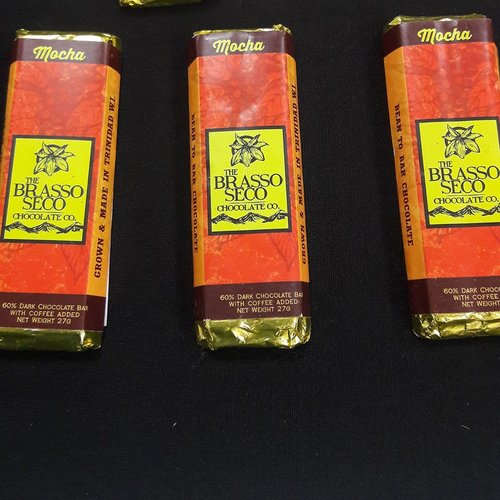 Mocha
THE
BRASSO
SECO
CHOCOLATE CO.
GROWN & MADE IN TRINIDAD W.I.
60% DARK CHOCOLATE BAR
WITH COFFEE ADDED
NET WEIGHT 27G
Mocha
BEAN TO BAR CHOCOLATE
THE
BRASSO
SECO
CHOCOLATE CO.
GROWN & MADE IN TRINIDAD W.I.
60% DARK CHOCOLATE BAR
WITH COFFEE ADDED
NET WEIGHT 27G
Mocha
BEAN TO BAR CHOCOLATE
THE
BRASSO
SECO
CHOCOLATE CO.
60% DARK CHOCO
WITH COFFEE AD
NET WEIGHT 27